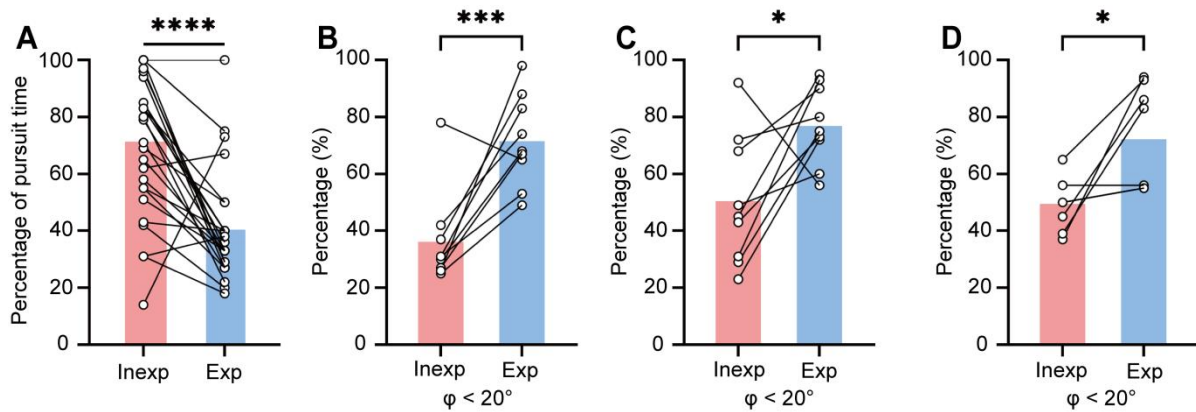 A
****
Percentage of pursuit time
100
80
60
40
20
0
Inexp Exp
B
***
Percentage (%)
100
80
60
40
20
0
Inexp Exp
φ < 20°
C
*
Percentage (%)
100
80
60
40
20
0
Inexp Exp
φ < 20°
D
*
Percentage (%)
100
80
60
40
20
0
Inexp Exp
φ < 20°